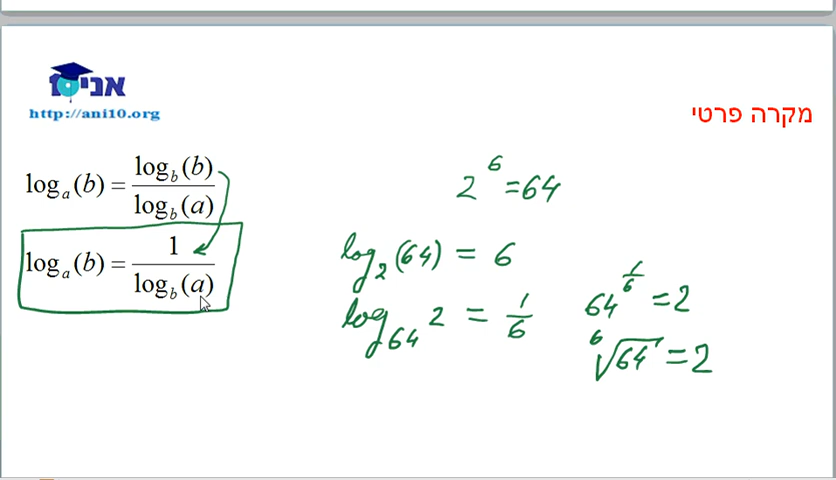 אני10
http://ani10.org
מקרה פרטי
log_a(b) = log_b(b) / log_b(a)
log_a(b) = 1 / log_b(a)
2^6 = 64
log_2(64) = 6
log_64 2 = 1/6
64^(1/6) = 2
⁶√64 = 2